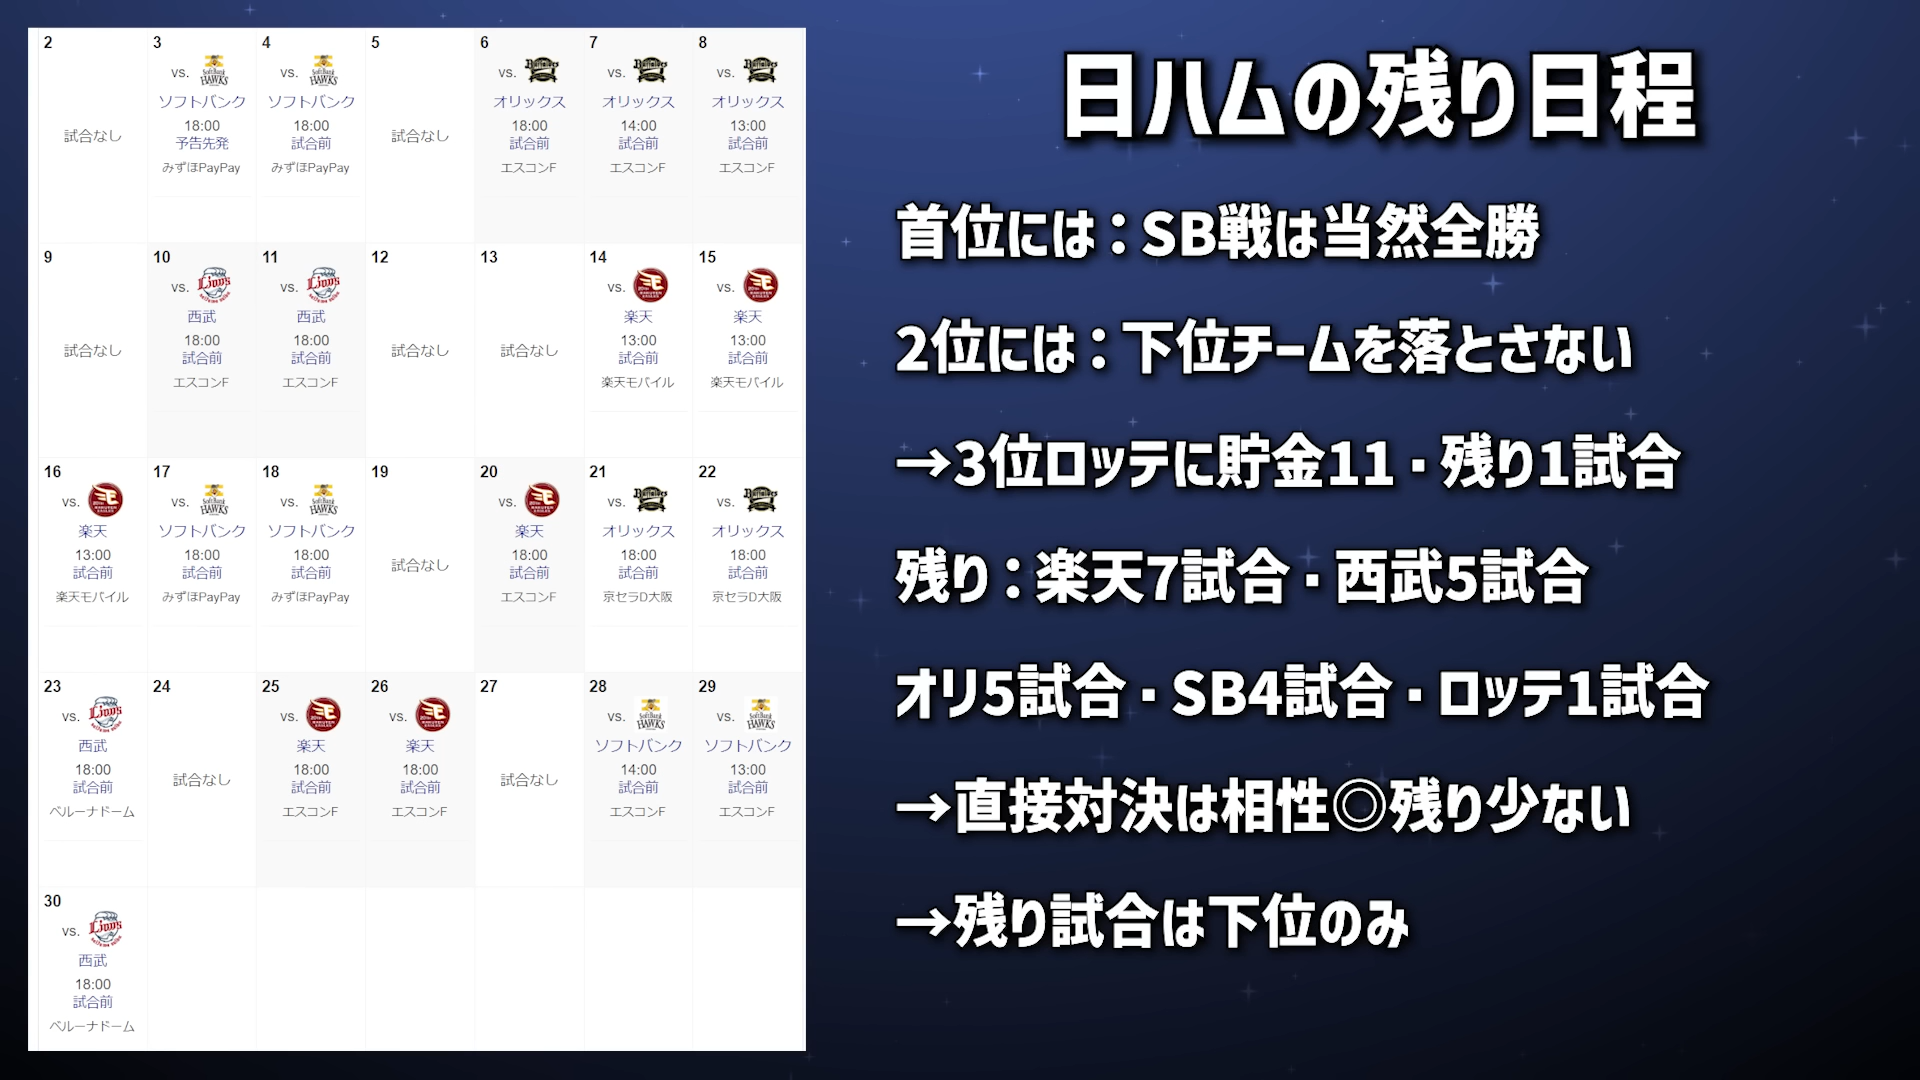 日ハムの残り日程
首位には：SB戦は当然全勝
2位には：下位チームを落とさない
→3位ロッテに貯金11・残り1試合
残り：楽天7試合・西武5試合
オリ5試合・SB4試合・ロッテ1試合
→直接対決は相性◎残り少ない
→残り試合は下位のみ
2 3 4 5 6 7 8
vs. vs. vs. vs. vs.
ソフトバンク ソフトバンク オリックス オリックス オリックス
18:00 18:00 18:00 14:00 13:00
試合なし 予告先発 試合前 試合なし 試合前 試合前 試合前
みずほPayPay みずほPayPay エスコンF エスコンF エスコンF
9 10 11 12 13 14 15
vs. vs. vs. vs.
西武 西武 楽天 楽天
18:00 18:00 13:00 13:00
試合なし 試合前 試合前 試合なし 試合なし 試合前 試合前
エスコンF エスコンF 楽天モバイル 楽天モバイル
16 17 18 19 20 21 22
vs. vs. vs. vs. vs. vs.
楽天 ソフトバンク ソフトバンク 楽天 オリックス オリックス
13:00 18:00 18:00 18:00 18:00 18:00
試合前 試合前 試合前 試合なし 試合前 試合前 試合前
楽天モバイル みずほPayPay みずほPayPay エスコンF 京セラD大阪 京セラD大阪
23 24 25 26 27 28 29
vs. vs. vs. vs. vs.
西武 楽天 楽天 ソフトバンク ソフトバンク
18:00 18:00 18:00 14:00 13:00
試合前 試合なし 試合前 試合前 試合なし 試合前 試合前
ベルーナドーム エスコンF エスコンF エスコンF エスコンF
30
vs.
西武
18:00
試合前
ベルーナドーム